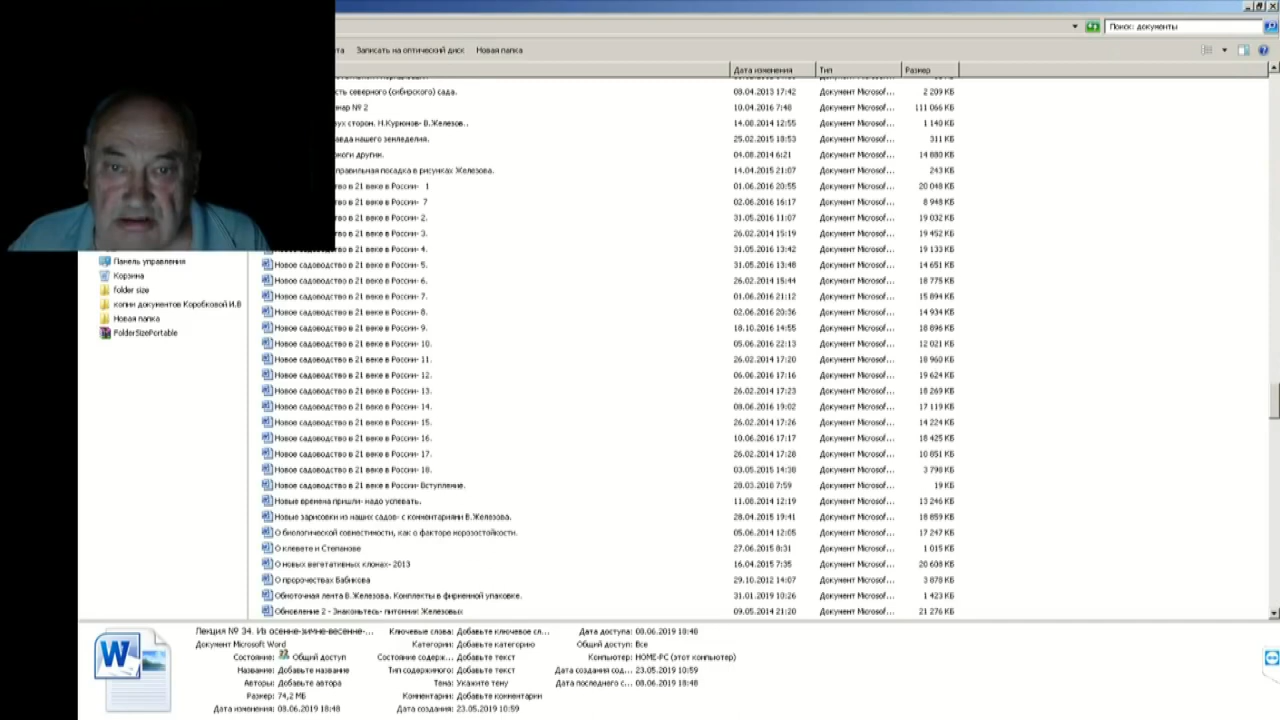 Поиск: документы
Записать на оптический диск Новая папка
Дата изменения Тип Размер
сть северного (сибирского) сада. 08.04.2013 17:42 Документ Microsof... 2 209 КБ
нар № 2 10.04.2016 7:48 Документ Microsof... 111 066 КБ
вух сторон. Н.Курюнов- В.Железов.. 14.08.2014 12:55 Документ Microsof... 1 140 КБ
авда нашего земледелия. 25.02.2015 18:53 Документ Microsof... 311 КБ
моги другим. 04.08.2014 6:21 Документ Microsof... 14 880 КБ
правильная посадка в рисунках Железова. 14.04.2015 21:07 Документ Microsof... 243 КБ
тво в 21 веке в России- 1 01.06.2016 20:55 Документ Microsof... 20 048 КБ
тво в 21 веке в России- 7 02.06.2016 16:17 Документ Microsof... 8 948 КБ
тво в 21 веке в России- 2. 31.05.2016 11:07 Документ Microsof... 19 032 КБ
тво в 21 веке в России- 3. 26.02.2014 15:19 Документ Microsof... 19 452 КБ
тво в 21 веке в России- 4. 31.05.2016 13:42 Документ Microsof... 19 133 КБ
Панель управления
Корзина
folder size
копии документов Коробковой И.В
Новая папка
FolderSizePortable
Новое садоводство в 21 веке в России- 5. 31.05.2016 13:48 Документ Microsof... 14 651 КБ
Новое садоводство в 21 веке в России- 6. 26.02.2014 15:44 Документ Microsof... 18 775 КБ
Новое садоводство в 21 веке в России- 7. 01.06.2016 21:12 Документ Microsof... 15 894 КБ
Новое садоводство в 21 веке в России- 8. 02.06.2016 20:36 Документ Microsof... 14 934 КБ
Новое садоводство в 21 веке в России- 9. 18.10.2016 14:55 Документ Microsof... 18 896 КБ
Новое садоводство в 21 веке в России- 10. 05.06.2016 22:13 Документ Microsof... 12 021 КБ
Новое садоводство в 21 веке в России- 11. 26.02.2014 17:20 Документ Microsof... 18 960 КБ
Новое садоводство в 21 веке в России- 12. 06.06.2016 17:16 Документ Microsof... 19 624 КБ
Новое садоводство в 21 веке в России- 13. 26.02.2014 17:23 Документ Microsof... 18 269 КБ
Новое садоводство в 21 веке в России- 14. 08.06.2016 19:02 Документ Microsof... 17 119 КБ
Новое садоводство в 21 веке в России- 15. 26.02.2014 17:26 Документ Microsof... 14 224 КБ
Новое садоводство в 21 веке в России- 16. 10.06.2016 17:17 Документ Microsof... 18 425 КБ
Новое садоводство в 21 веке в России- 17. 26.02.2014 17:28 Документ Microsof... 10 851 КБ
Новое садоводство в 21 веке в России- 18. 03.05.2015 14:38 Документ Microsof... 3 798 КБ
Новое садоводство в 21 веке в России- Вступление. 28.03.2018 7:59 Документ Microsof... 19 КБ
Новые времена пришли- надо успевать. 11.08.2014 12:19 Документ Microsof... 13 246 КБ
Новые зарисовки из наших садов- с комментариями В.Железова. 28.04.2015 19:41 Документ Microsof... 18 859 КБ
О биологической совместимости, как о факторе морозостойкости. 05.06.2014 12:05 Документ Microsof... 17 247 КБ
О клевете и Степанове 27.06.2015 8:31 Документ Microsof... 1 015 КБ
О новых вегетативных клонах- 2013 16.04.2015 7:35 Документ Microsof... 20 608 КБ
О пророчествах Бабикова 29.10.2012 14:07 Документ Microsof... 3 878 КБ
Обмоточная лента В.Железова. Комплекты в фирменной упаковке. 31.01.2019 10:26 Документ Microsof... 1 423 КБ
Обновление 2 - Знакомьтесь- питомник Железовых 09.05.2014 21:20 Документ Microsof... 21 276 КБ
Лекция № 34. Из осенне-зимне-весенне-... Ключевые слова: Добавьте ключевое сл... Дата доступа: 08.06.2019 18:48
Документ Microsoft Word Категории: Добавьте категорию Общий доступ: Все
Состояние: Общий доступ Состояние содерж... Добавьте текст Компьютер: HOME-PC (этот компьютер)
Название: Добавьте название Тип содержимого: Добавьте текст Дата создания сод... 23.05.2019 10:59
Авторы: Добавьте автора Тема: Укажите тему Дата последнего с... 08.06.2019 18:48
Размер: 74,2 МБ Комментарии: Добавьте комментарии
Дата изменения: 08.06.2019 18:48 Дата создания: 23.05.2019 10:59